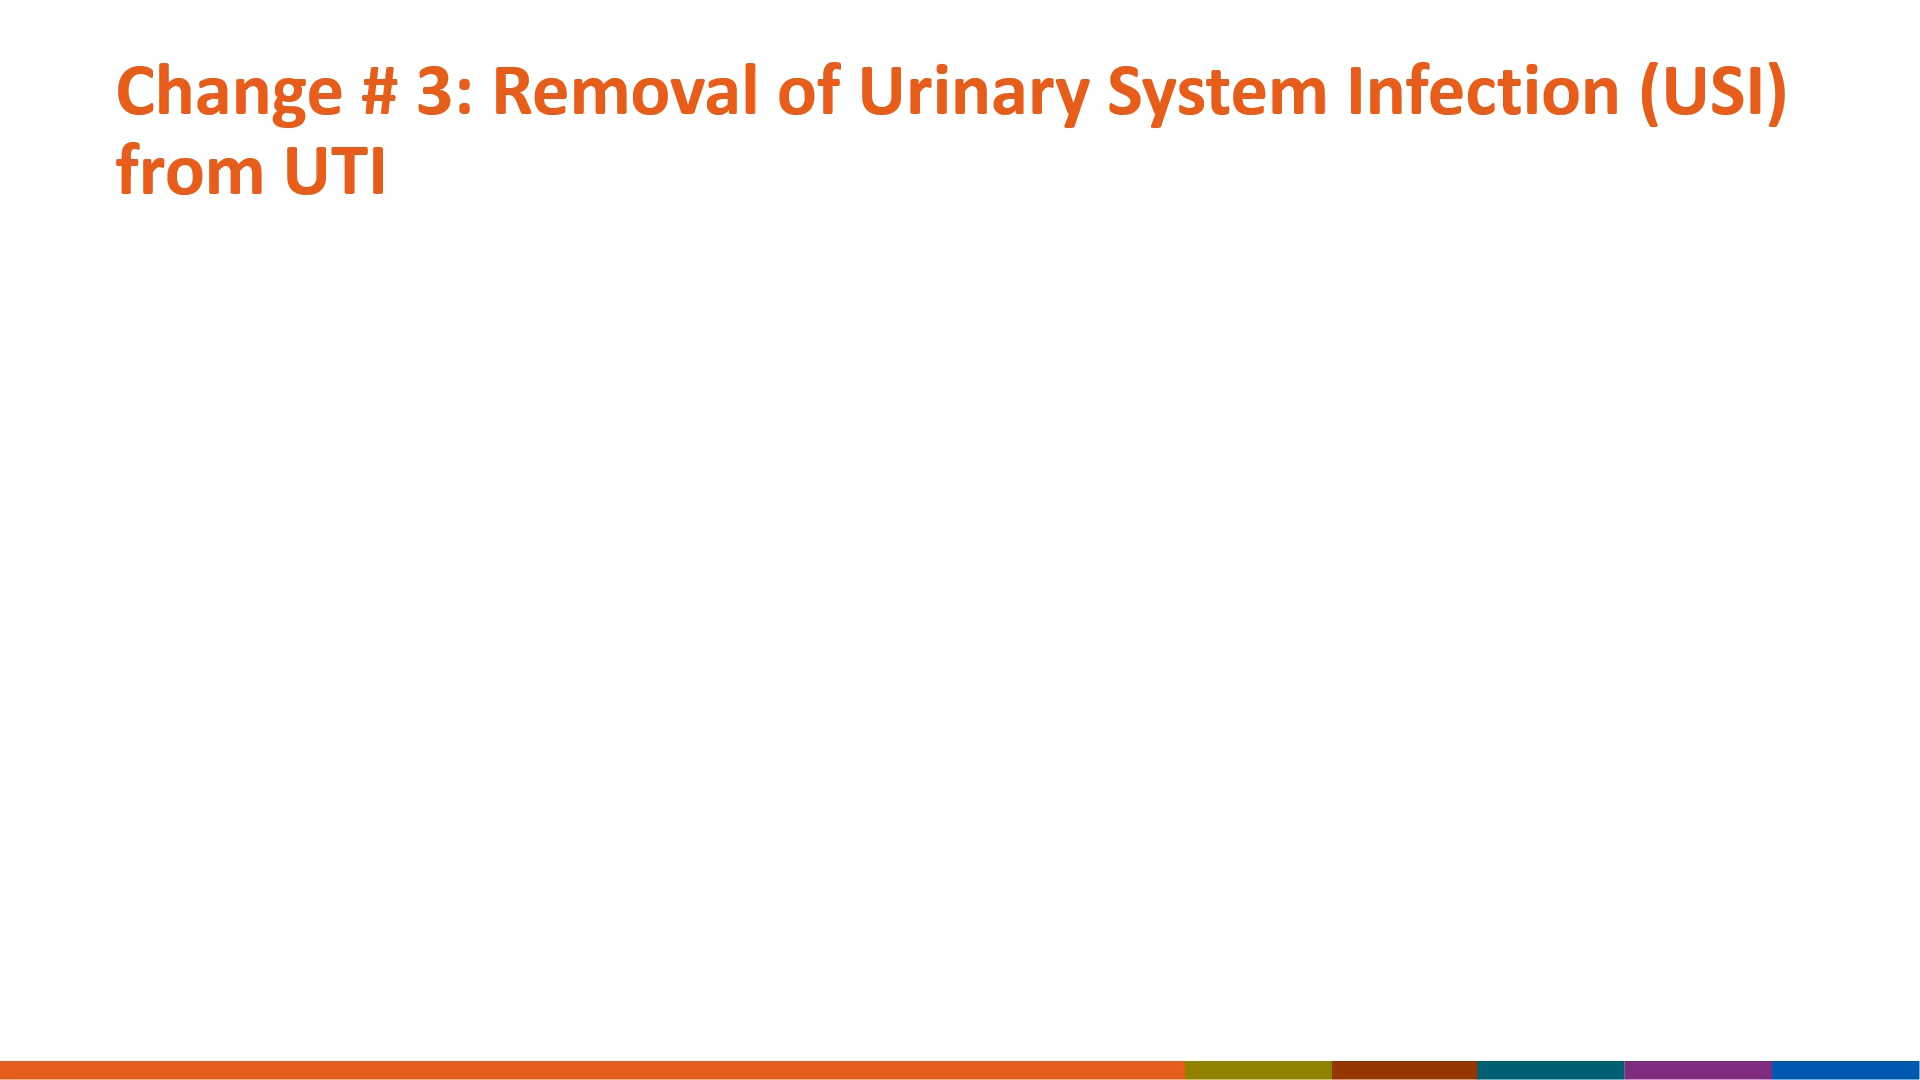 Change # 3: Removal of Urinary System Infection (USI)
from UTI